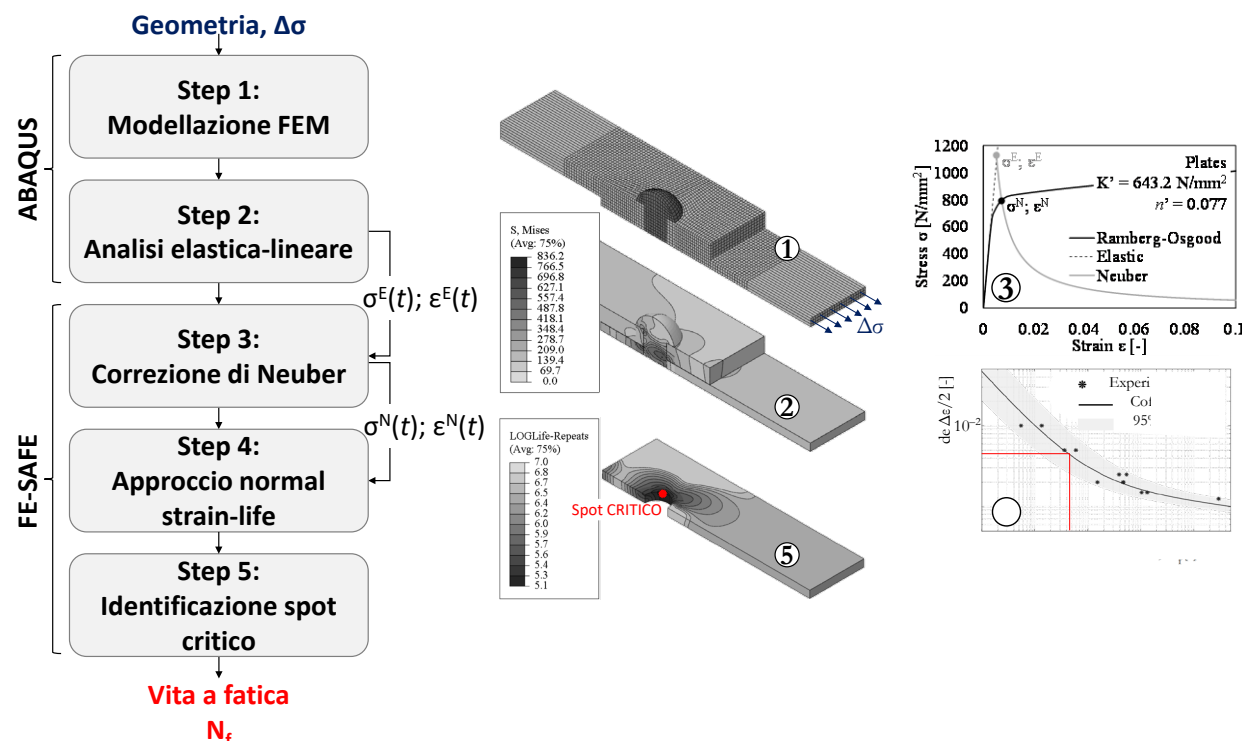 Geometria, Δσ
ABAQUS
Step 1:
Modellazione FEM
Step 2:
Analisi elastica-lineare
σᴱ(t); εᴱ(t)
FE-SAFE
Step 3:
Correzione di Neuber
σᴺ(t); εᴺ(t)
Step 4:
Approccio normal
strain-life
Step 5:
Identificazione spot
critico
Vita a fatica
N_f
1
Δσ
S, Mises
(Avg: 75%)
836.2
766.5
696.8
627.1
557.4
487.8
418.1
348.4
278.7
209.0
139.4
69.7
0.0
2
LOGLife-Repeats
(Avg: 75%)
7.0
6.8
6.7
6.5
6.4
6.2
6.0
5.9
5.7
5.6
5.4
5.3
5.1
Spot CRITICO
5
Stress σ [N/mm²]
1200
1000
800
600
400
200
0
σᴱ; εᴱ
Plates
K' = 643.2 N/mm²
n' = 0.077
σᴺ; εᴺ
Ramberg-Osgood
Elastic
Neuber
3
0 0.02 0.04 0.06 0.08 0.1
Strain ε [-]
de Δε/2 [-]
10⁻²
Experi
Cof
95